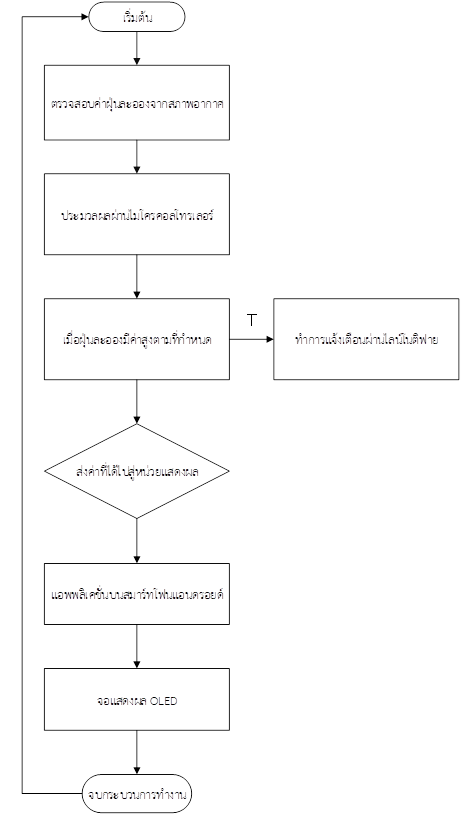 เริ่มต้น
ตรวจสอบค่าฝุ่นละอองจากสภาพอากาศ
ประมวลผลผ่านไมโครคอลโทรเลอร์
เมื่อฝุ่นละอองมีค่าสูงตามที่กำหนด
T
ทำการแจ้งเตือนผ่านไลน์โนติฟาย
ส่งค่าที่ได้ไปสู่หน่วยแสดงผล
แอพพลิเคชั่นบนสมาร์ทโฟนแอนดรอยด์
จอแสดงผล OLED
จบกระบวนการทำงาน